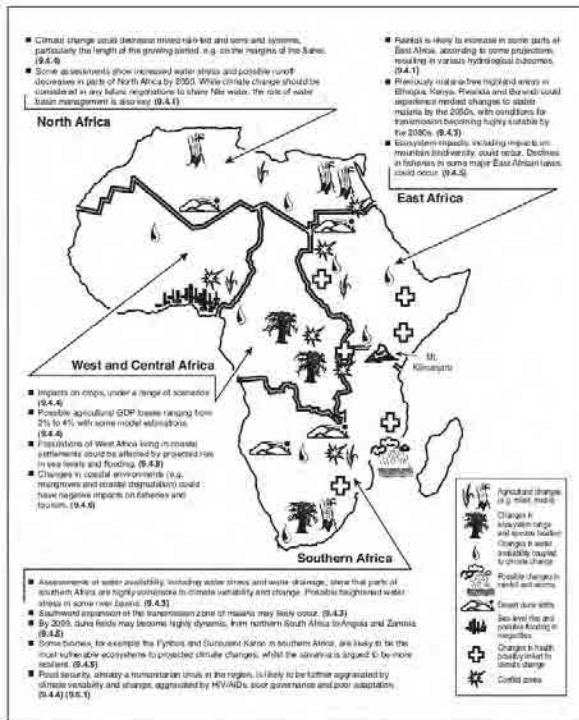 ■ Climate change could decrease mixed rain-fed and semi-arid systems,
particularly the length of the growing period, e.g. on the margins of the Sahel.
(9.4.4)
■ Some assessments show increased water stress and possible runoff
decreases in parts of North Africa by 2050. While climate change should be
considered in any future negotiations to share Nile water, the role of water
basin management is also key. (9.4.1)
North Africa
■ Rainfall is likely to increase in some parts of
East Africa, according to some projections,
resulting in various hydrological outcomes.
(9.4.1)
■ Previously malaria-free highland areas in
Ethiopia, Kenya, Rwanda and Burundi could
experience modest changes to stable
malaria by the 2050s, with conditions for
transmission becoming highly suitable by
the 2080s. (9.4.3)
■ Ecosystem impacts, including impacts on
mountain biodiversity, could occur. Declines
in fisheries in some major East African lakes
could occur. (9.4.5)
East Africa
Mt.
Kilimanjaro
West and Central Africa
■ Impacts on crops, under a range of scenarios
(9.4.4)
■ Possible agricultural GDP losses ranging from
2% to 4% with some model estimations.
(9.4.4)
■ Populations of West Africa living in coastal
settlements could be affected by projected rise
in sea levels and flooding.
■ Changes in coastal environments (e.g.
mangroves and coastal degradation) could
have negative impacts on fisheries and
tourism. (9.4.6)
Southern Africa
■ Assessments of water availability, including water stress and water drainage, show that parts of
southern Africa are highly vulnerable to climate variability and change. Possible heightened water
stress in some river basins.
■ Southward expansion of the transmission zone of malaria may likely occur. (9.4.3)
■ By 2099, dune fields may become highly dynamic, from northern South Africa to Angola and Zambia.
(9.4.5)
■ Some biomes, for example the Fynbos and Succulent Karoo in southern Africa, are likely to be the
most vulnerable ecosystems to projected climate changes, whilst the savanna is argued to be more
resilient. (9.4.5)
■ Food security, already a humanitarian crisis in the region, is likely to be further aggravated by
climate variability and change, aggravated by HIV/AIDs, poor governance and poor adaptation.
(9.4.4) (9.6.1)
Agricultural changes
(e.g. millet, maize)
Changes in
ecosystem range
and species location
Changes in water
availability coupled
to climate change
Possible changes in
rainfall and storms
Desert dune shifts
Sea-level rise and
possible flooding in
megacities
Changes in health
possibly linked to
climate change
Conflict zones